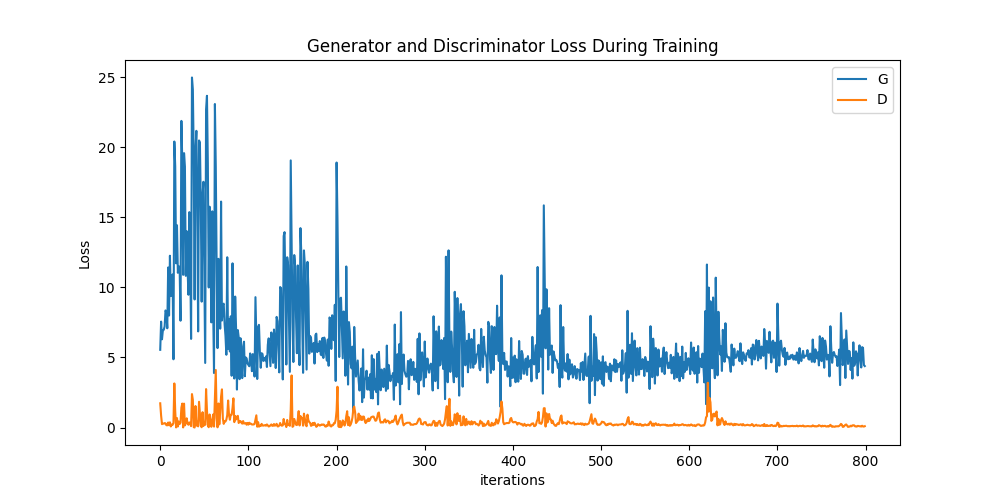 Generator and Discriminator Loss During Training
G
D
25
20
15
10
5
0
Loss
0 100 200 300 400 500 600 700 800
iterations